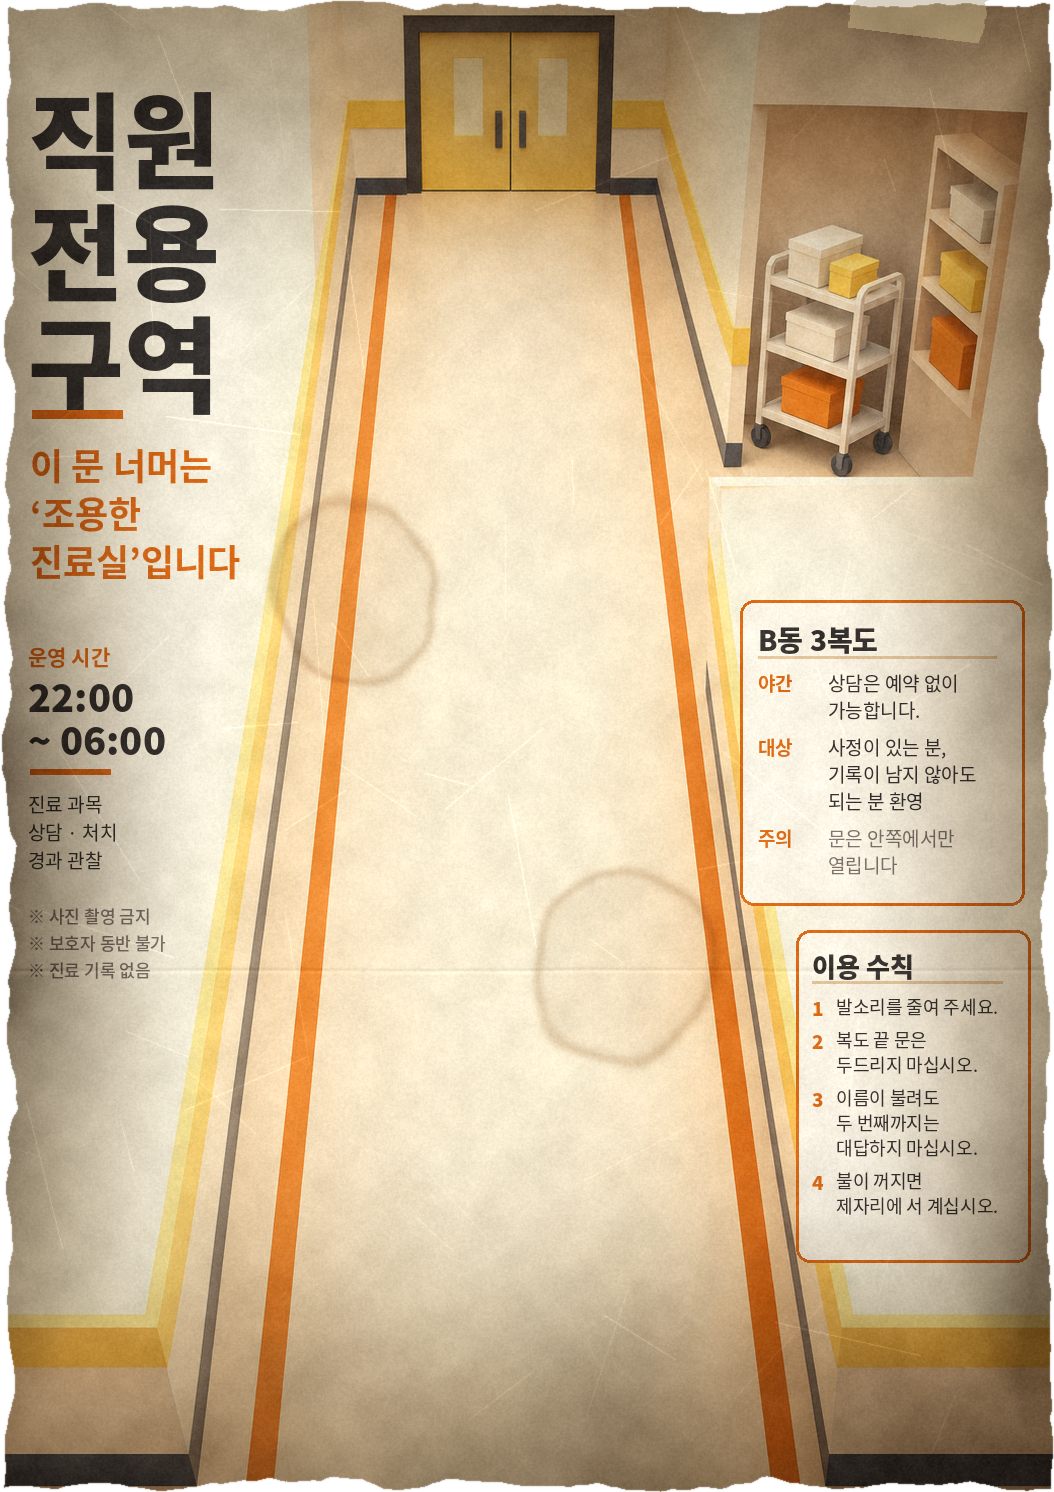 직원
전용
구역
이 문 너머는
‘조용한
진료실’입니다
운영 시간
22:00
~ 06:00
진료 과목
상담 · 처치
경과 관찰
※ 사진 촬영 금지
※ 보호자 동반 불가
※ 진료 기록 없음
B동 3복도
야간 상담은 예약 없이
가능합니다.
대상 사정이 있는 분,
기록이 남지 않아도
되는 분 환영
주의 문은 안쪽에서만
열립니다
이용 수칙
1 발소리를 줄여 주세요.
2 복도 끝 문은
두드리지 마십시오.
3 이름이 불려도
두 번째까지는
대답하지 마십시오.
4 불이 꺼지면
제자리에 서 계십시오.